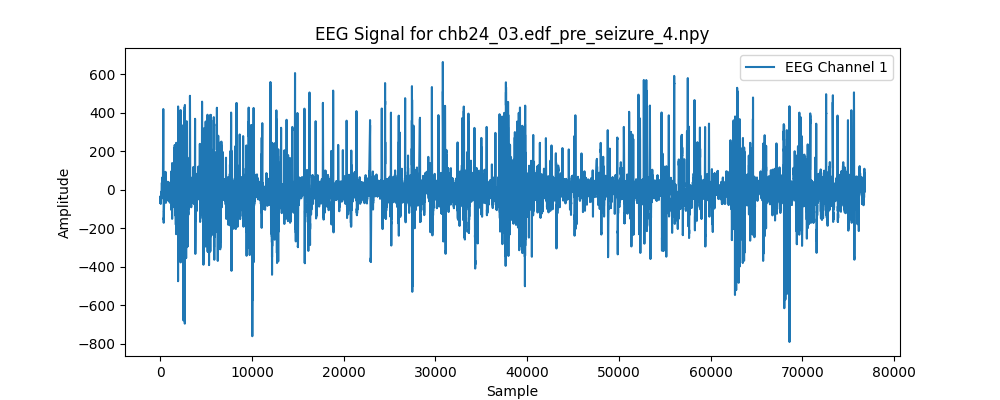 EEG Signal for chb24_03.edf_pre_seizure_4.npy
EEG Channel 1
600
400
200
0
−200
−400
−600
−800
Amplitude
0 10000 20000 30000 40000 50000 60000 70000 80000
Sample